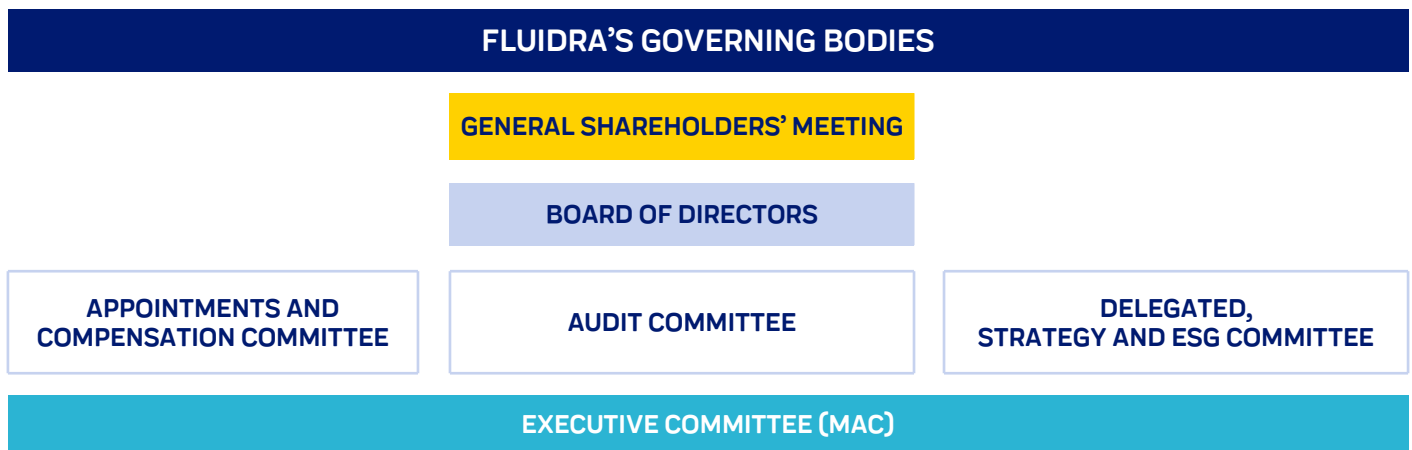 FLUIDRA’S GOVERNING BODIES
GENERAL SHAREHOLDERS’ MEETING
BOARD OF DIRECTORS
APPOINTMENTS AND
COMPENSATION COMMITTEE
AUDIT COMMITTEE
DELEGATED,
STRATEGY AND ESG COMMITTEE
EXECUTIVE COMMITTEE (MAC)